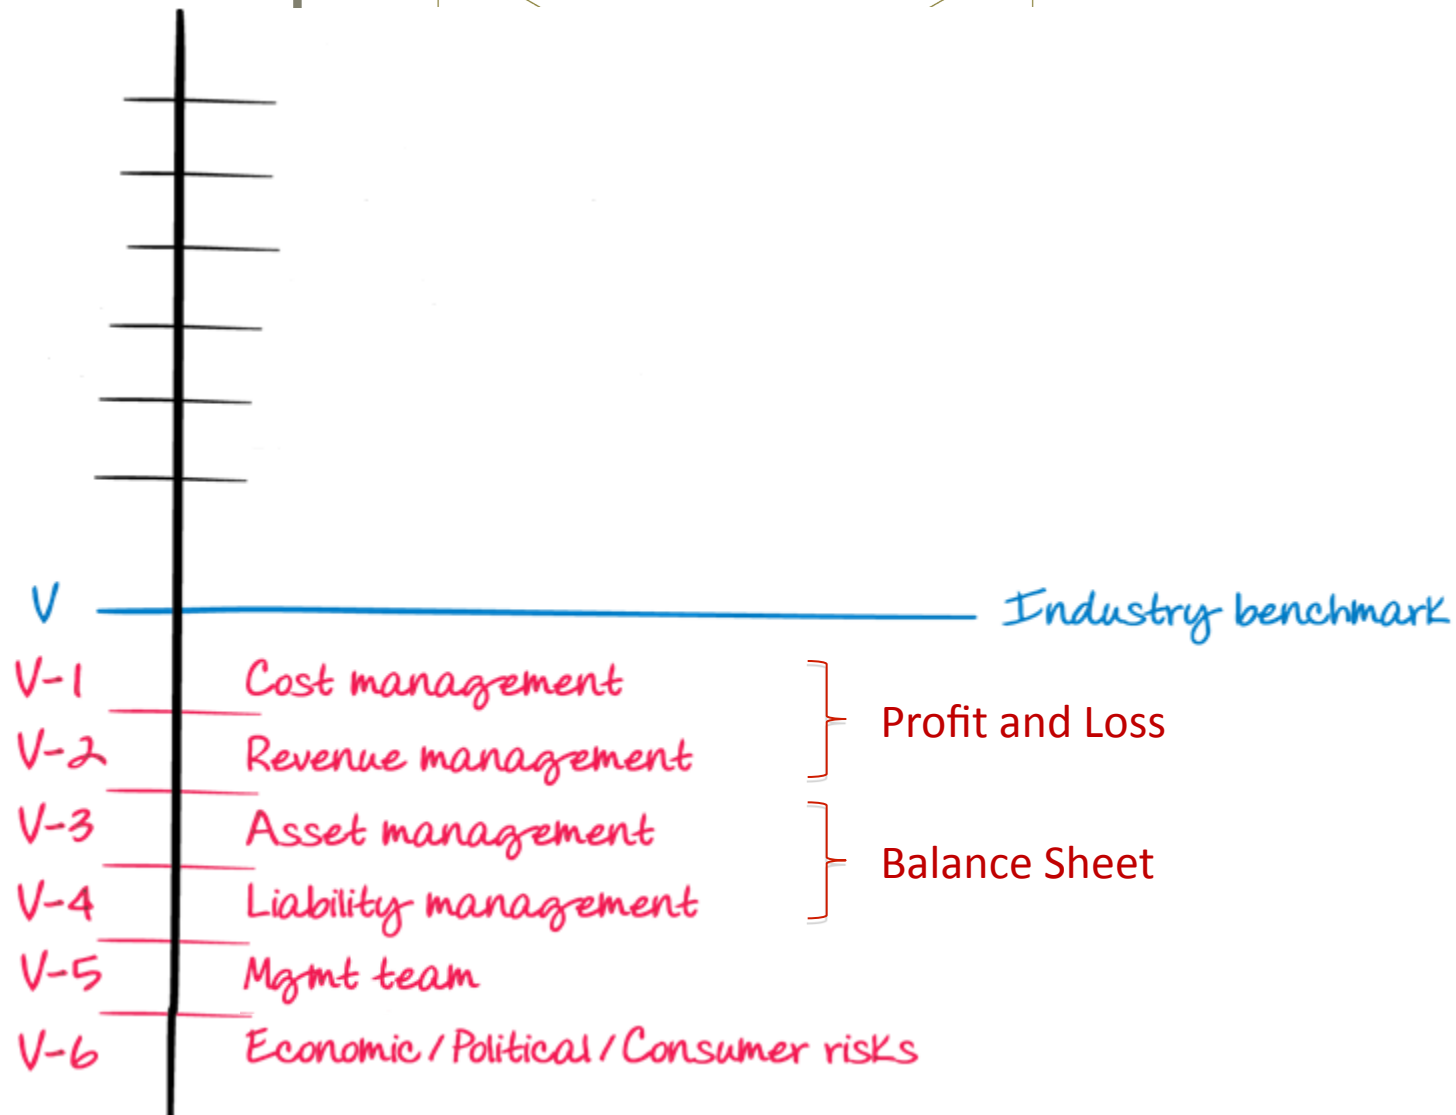 V Industry benchmark
V-1 Cost management
Profit and Loss
V-2 Revenue management
V-3 Asset management
Balance Sheet
V-4 Liability management
V-5 Mgmt team
V-6 Economic / Political / Consumer risks